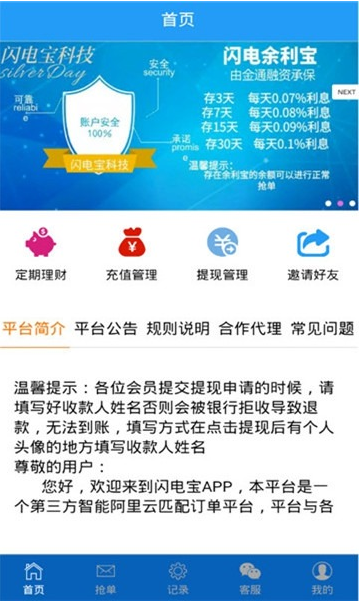 首页
闪电宝科技
silverDay
安全
security
可靠
reliabi
e
账户安全
100%
承诺
promis
e
闪电宝科技
闪电余利宝
由金通融资承保
存3天 每天0.07%利息
存7天 每天0.08%利息
存15天 每天0.09%利息
存30天 每天0.1%利息
温馨提示:
存在余利宝的余额可以进行正常
抢单
NEXT
定期理财 充值管理 提现管理 邀请好友
平台简介 平台公告 规则说明 合作代理 常见问题
温馨提示：各位会员提交提现申请的时候，请
填写好收款人姓名否则会被银行拒收导致退
款，无法到账，填写方式在点击提现后有个人
头像的地方填写收款人姓名
尊敬的用户：
您好，欢迎来到闪电宝APP，本平台是一
个第三方智能阿里云匹配订单平台，平台与各
首页 抢单 记录 客服 我的